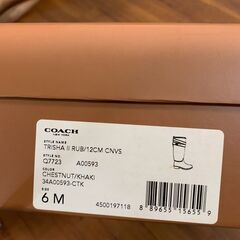 COACH
NEW YORK
STYLE NAME
TRISHA II RUB/12CM CNVS
STYLE NO.
Q7723 A00593
COLOR
CHESTNUT/KHAKI
34A00593-CTK
SIZE
6 M
4500197118
8 89655 15655 9